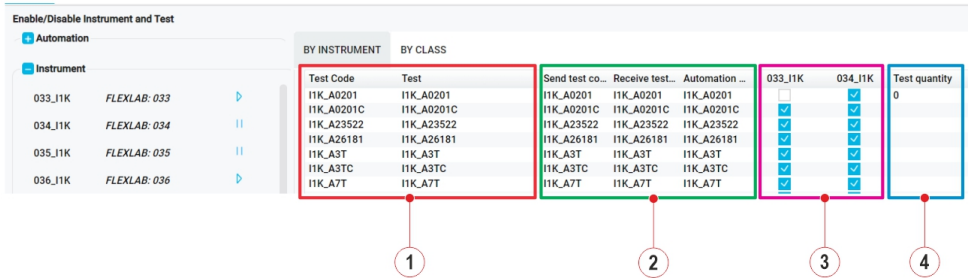 Enable/Disable Instrument and Test
Automation
Instrument
033_I1K FLEXLAB: 033
034_I1K FLEXLAB: 034
035_I1K FLEXLAB: 035
036_I1K FLEXLAB: 036
BY INSTRUMENT BY CLASS
Test Code Test Send test co... Receive test... Automation ... 033_I1K 034_I1K Test quantity
I1K_A0201 I1K_A0201 I1K_A0201 I1K_A0201 I1K_A0201 0
I1K_A0201C I1K_A0201C I1K_A0201C I1K_A0201C I1K_A0201C
I1K_A23522 I1K_A23522 I1K_A23522 I1K_A23522 I1K_A23522
I1K_A26181 I1K_A26181 I1K_A26181 I1K_A26181 I1K_A26181
I1K_A3T I1K_A3T I1K_A3T I1K_A3T I1K_A3T
I1K_A3TC I1K_A3TC I1K_A3TC I1K_A3TC I1K_A3TC
I1K_A7T I1K_A7T I1K_A7T I1K_A7T I1K_A7T
1 2 3 4